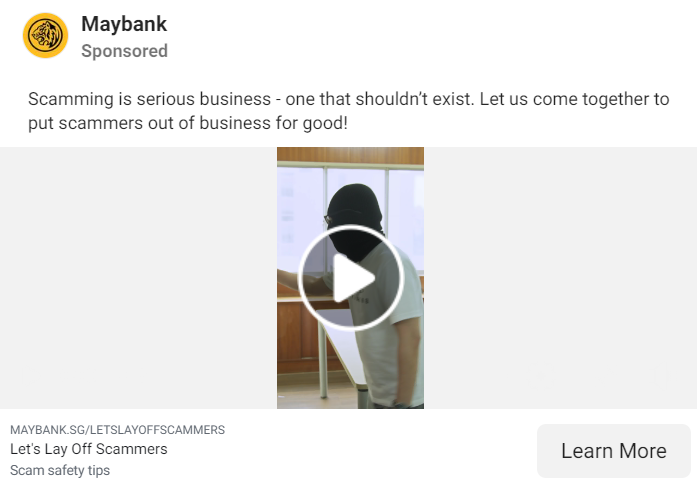 Maybank
Sponsored
Scamming is serious business - one that shouldn’t exist. Let us come together to
put scammers out of business for good!
MAYBANK.SG/LETSLAYOFFSCAMMERS
Let's Lay Off Scammers
Scam safety tips
Learn More